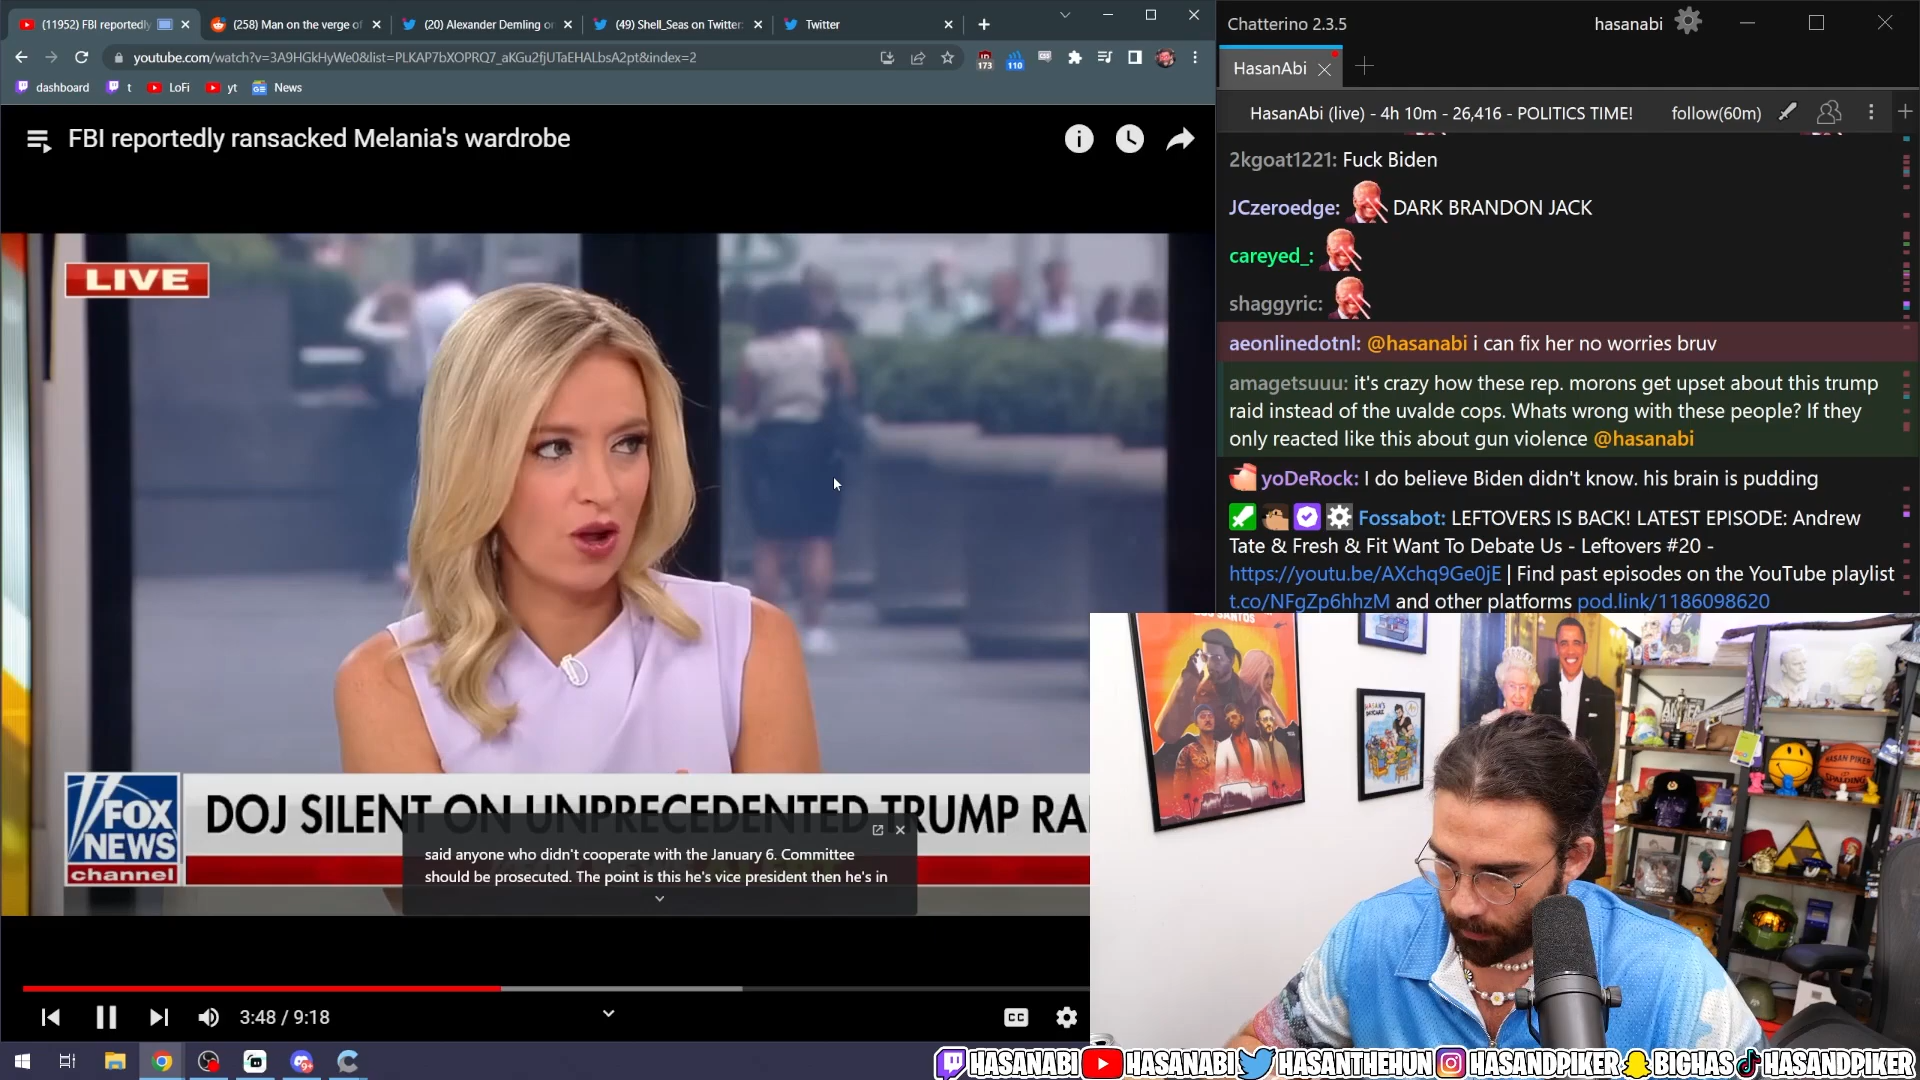 (11952) FBI reportedly
(258) Man on the verge of
(20) Alexander Demling on
(49) Shell_Seas on Twitter:
Twitter
youtube.com/watch?v=3A9HGkHyWe0&list=PLKAP7bXOPRQ7_aKGu2fjUTaEHALbsA2pt&index=2
173
110
dashboard
t
LoFi
yt
News
FBI reportedly ransacked Melania's wardrobe
LIVE
FOX
NEWS
channel
DOJ SILENT ON UNPRECEDENTED TRUMP RA
said anyone who didn't cooperate with the January 6. Committee
should be prosecuted. The point is this he's vice president then he's in
3:48 / 9:18
CC
Chatterino 2.3.5
hasanabi
HasanAbi
HasanAbi (live) - 4h 10m - 26,416 - POLITICS TIME!
follow(60m)
2kgoat1221: Fuck Biden
JCzeroedge: DARK BRANDON JACK
careyed_:
shaggyric:
aeonlinedotnl: @hasanabi i can fix her no worries bruv
amagetsuuu: it's crazy how these rep. morons get upset about this trump
raid instead of the uvalde cops. Whats wrong with these people? If they
only reacted like this about gun violence @hasanabi
yoDeRock: I do believe Biden didn't know. his brain is pudding
Fossabot: LEFTOVERS IS BACK! LATEST EPISODE: Andrew
Tate & Fresh & Fit Want To Debate Us - Leftovers #20 -
https://youtu.be/AXchq9Ge0jE | Find past episodes on the YouTube playlist
t.co/NFgZp6hhzM and other platforms pod.link/1186098620
HASAN PIKER
SPALDING
HASANABI
HASANABI
HASANTHEHUN
HASANDPIKER
BIGHAS
HASANDPIKER